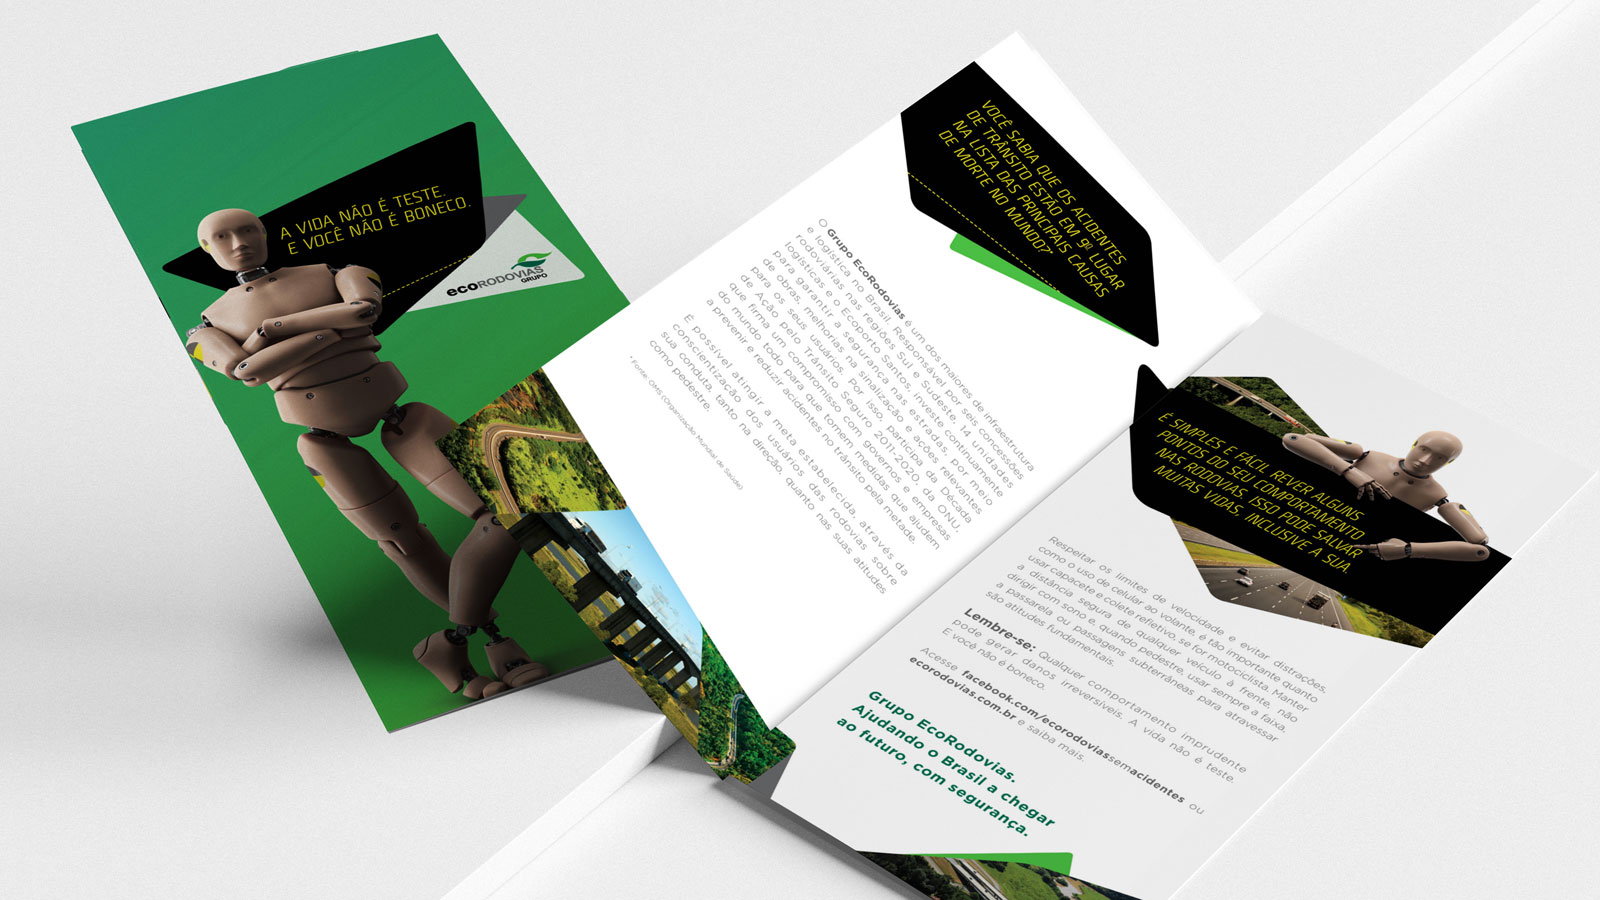 A VIDA NÃO É TESTE.
E VOCÊ NÃO É BONECO.
ecoRODOVIAS
GRUPO
VOCÊ SABIA QUE OS ACIDENTES
DE TRÂNSITO ESTÃO EM 9º LUGAR
NA LISTA DAS PRINCIPAIS CAUSAS
DE MORTE NO MUNDO?*
O Grupo EcoRodovias é um dos maiores de infraestrutura
e logística no Brasil. Responsável por seis concessões
rodoviárias nas regiões Sul e Sudeste, 14 unidades
logísticas e o Ecoporto Santos, investe continuamente
para garantir a segurança nas estradas, por meio
de obras, melhorias na sinalização e ações relevantes
para os seus usuários. Por isso, participa da Década
de Ação pelo Trânsito Seguro 2011-2020, da ONU,
que firma um compromisso com governos e empresas
do mundo todo para que tornem medidas que ajudem
a prevenir e reduzir acidentes no trânsito pela metade.
É possível atingir a meta estabelecida, através da
conscientização dos usuários das rodovias sobre
sua conduta, tanto na direção, quanto nas suas atitudes
como pedestre.
* Fonte: OMS (Organização Mundial de Saúde)
É SIMPLES E FÁCIL REVER ALGUNS
PONTOS DO SEU COMPORTAMENTO
NAS RODOVIAS. ISSO PODE SALVAR
MUITAS VIDAS, INCLUSIVE A SUA.
Respeitar os limites de velocidade e evitar distrações,
como o uso de celular ao volante, é tão importante quanto
usar capacete e colete refletivo, se for motociclista. Manter
a distância segura de qualquer veículo à frente, não
dirigir com sono e, quando pedestre, usar sempre a faixa,
a passarela ou passagens subterrâneas para atravessar
são atitudes fundamentais.
Lembre-se: Qualquer comportamento imprudente
pode gerar danos irreversíveis. A vida não é teste.
E você não é boneco.
Acesse facebook.com/ecorodoviassemacidentes ou
ecorodovias.com.br e saiba mais.
Grupo EcoRodovias.
Ajudando o Brasil a chegar
ao futuro, com segurança.